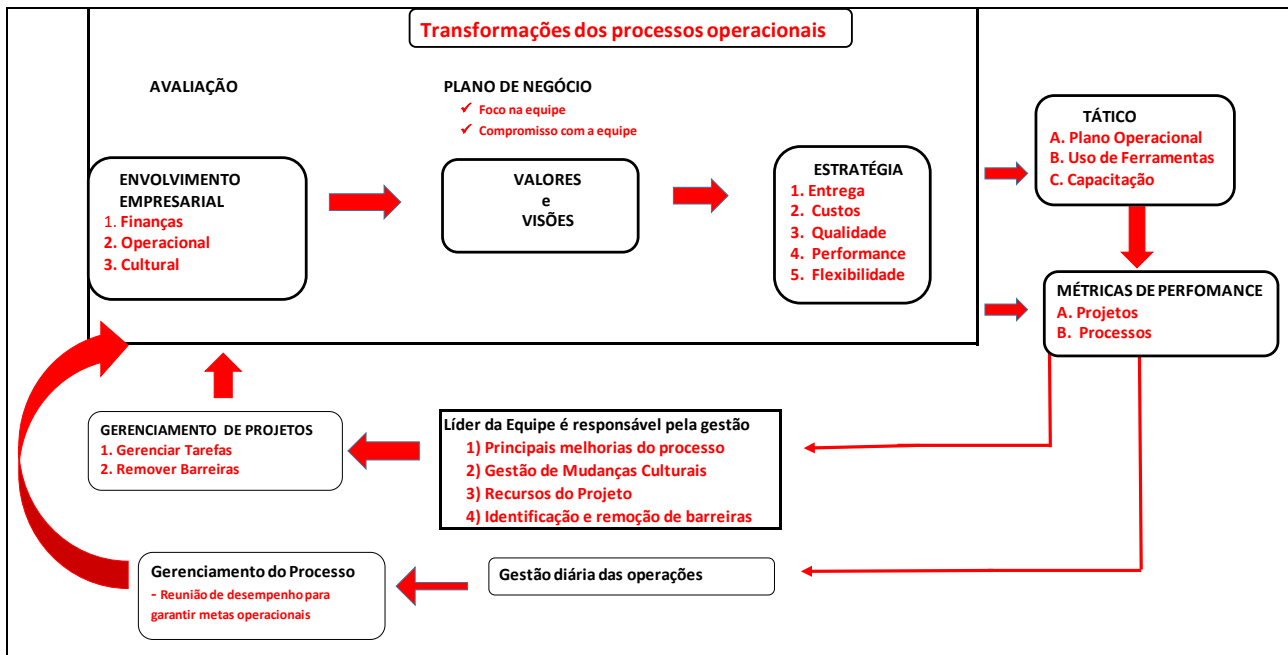 Transformações dos processos operacionais
AVALIAÇÃO
PLANO DE NEGÓCIO
✓ Foco na equipe
✓ Compromisso com a equipe
ENVOLVIMENTO
EMPRESARIAL
1. Finanças
2. Operacional
3. Cultural
VALORES
e
VISÕES
ESTRATÉGIA
1. Entrega
2. Custos
3. Qualidade
4. Performance
5. Flexibilidade
TÁTICO
A. Plano Operacional
B. Uso de Ferramentas
C. Capacitação
MÉTRICAS DE PERFOMANCE
A. Projetos
B. Processos
GERENCIAMENTO DE PROJETOS
1. Gerenciar Tarefas
2. Remover Barreiras
Líder da Equipe é responsável pela gestão
1) Principais melhorias do processo
2) Gestão de Mudanças Culturais
3) Recursos do Projeto
4) Identificação e remoção de barreiras
Gerenciamento do Processo
- Reunião de desempenho para
garantir metas operacionais
Gestão diária das operações